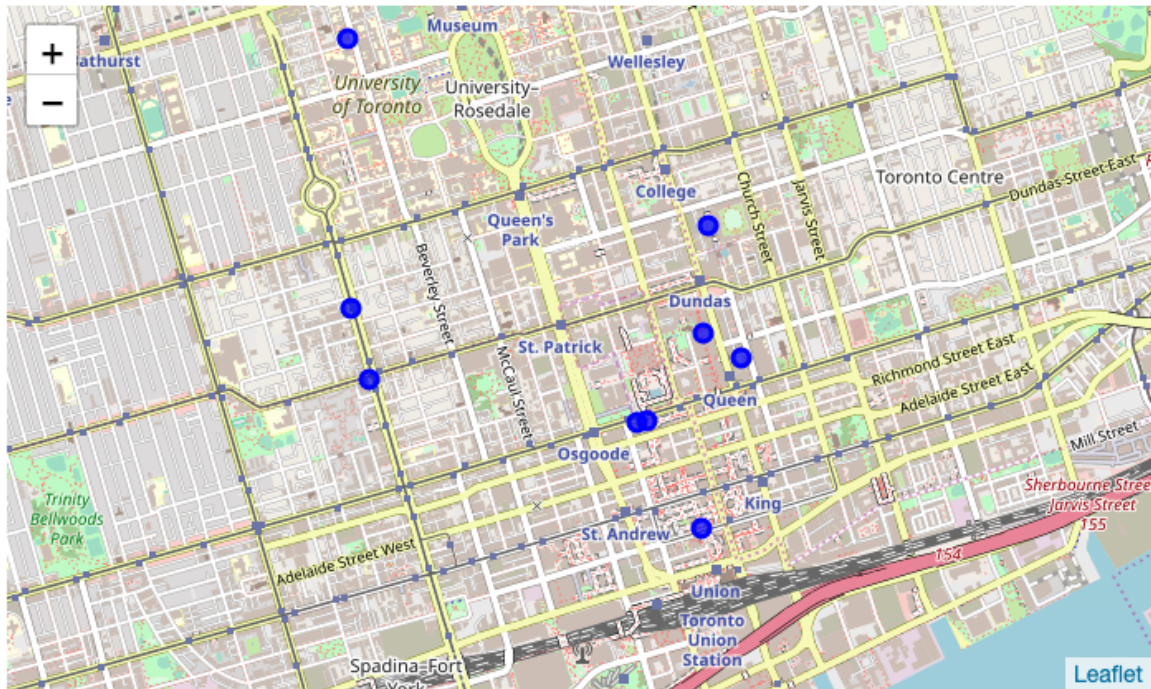 +
−
Museum
athurst
Wellesley
University
of Toronto
University–
Rosedale
College
Church Street
Jarvis Street
Toronto Centre
Dundas Street East
Queen's
Park
Beverley Street
Dundas
St. Patrick
McCaul Street
Richmond Street East
Queen
Adelaide Street East
Osgoode
Mill Street
Trinity
Bellwoods
Park
King
Sherbourne Stree
Jarvis Street
155
St. Andrew
Adelaide Street West
154
Union
Toronto
Union
Station
Spadina–Fort
York
Leaflet